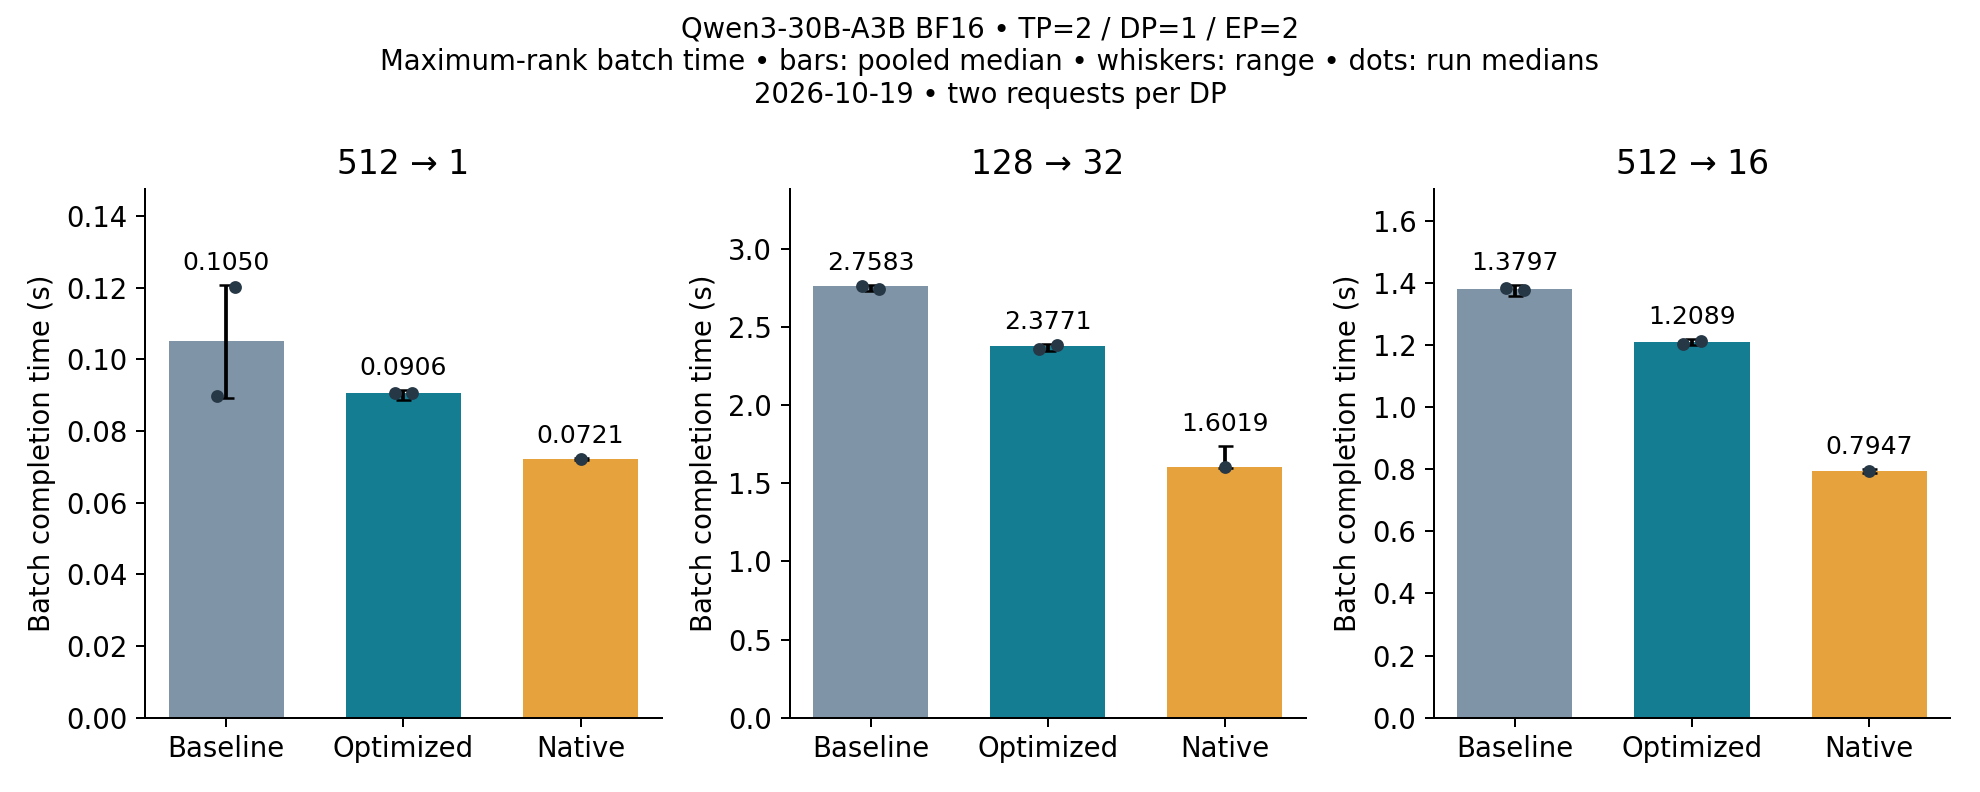 Qwen3-30B-A3B BF16 • TP=2 / DP=1 / EP=2
Maximum-rank batch time • bars: pooled median • whiskers: range • dots: run medians
2026-10-19 • two requests per DP
512 → 1
Batch completion time (s)
0.14
0.12
0.10
0.08
0.06
0.04
0.02
0.00
0.1050
0.0906
0.0721
Baseline
Optimized
Native
128 → 32
Batch completion time (s)
3.0
2.5
2.0
1.5
1.0
0.5
0.0
2.7583
2.3771
1.6019
Baseline
Optimized
Native
512 → 16
Batch completion time (s)
1.6
1.4
1.2
1.0
0.8
0.6
0.4
0.2
0.0
1.3797
1.2089
0.7947
Baseline
Optimized
Native